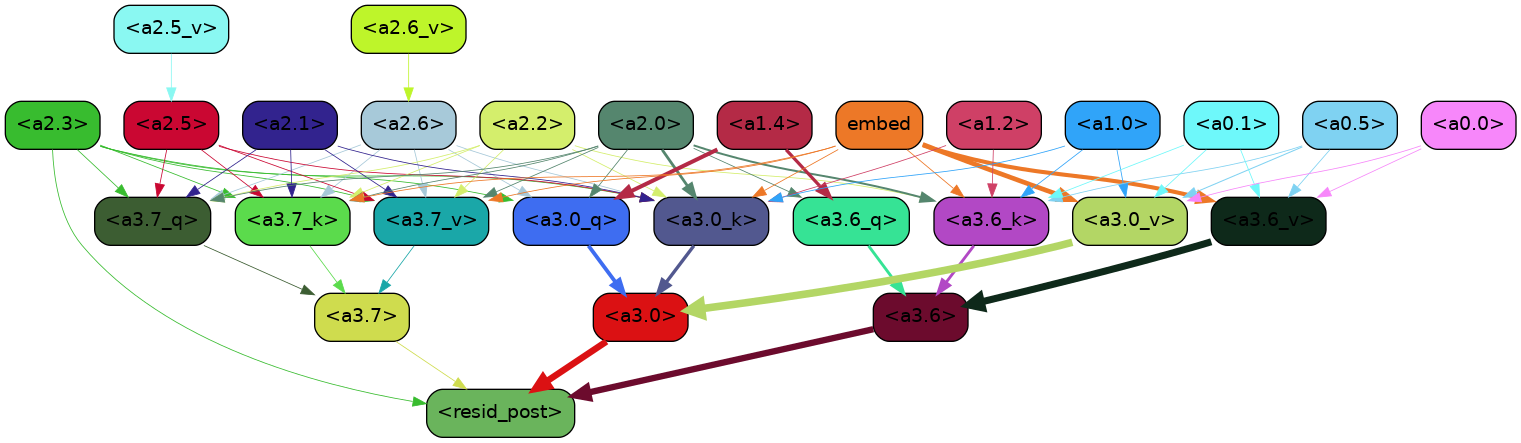 <a2.5_v> <a2.6_v>
<a2.3> <a2.5> <a2.1> <a2.6> <a2.2> <a2.0> <a1.4> embed <a1.2> <a1.0> <a0.1> <a0.5> <a0.0>
<a3.7_q> <a3.7_k> <a3.7_v> <a3.0_q> <a3.0_k> <a3.6_q> <a3.6_k> <a3.0_v> <a3.6_v>
<a3.7> <a3.0> <a3.6>
<resid_post>